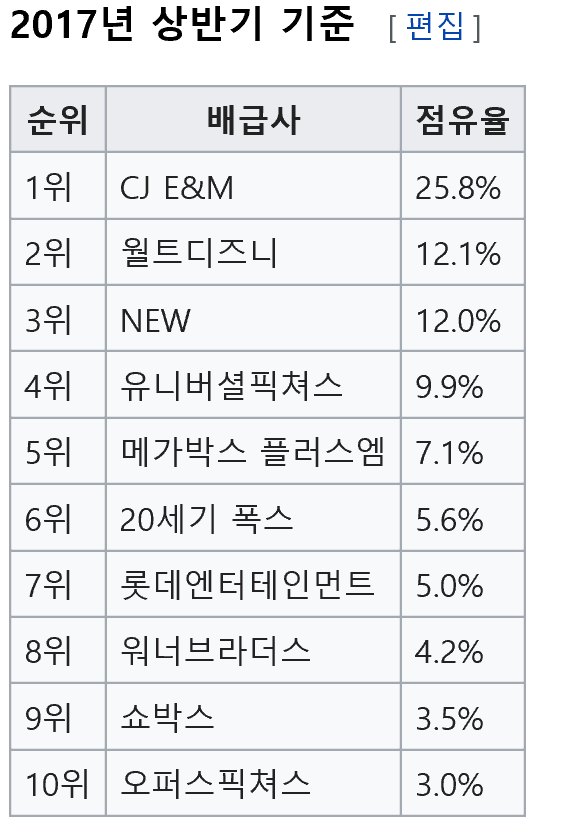 2017년 상반기 기준 [ 편집 ]
순위 배급사 점유율
1위 CJ E&M 25.8%
2위 월트디즈니 12.1%
3위 NEW 12.0%
4위 유니버셜픽쳐스 9.9%
5위 메가박스 플러스엠 7.1%
6위 20세기 폭스 5.6%
7위 롯데엔터테인먼트 5.0%
8위 워너브라더스 4.2%
9위 쇼박스 3.5%
10위 오퍼스픽쳐스 3.0%